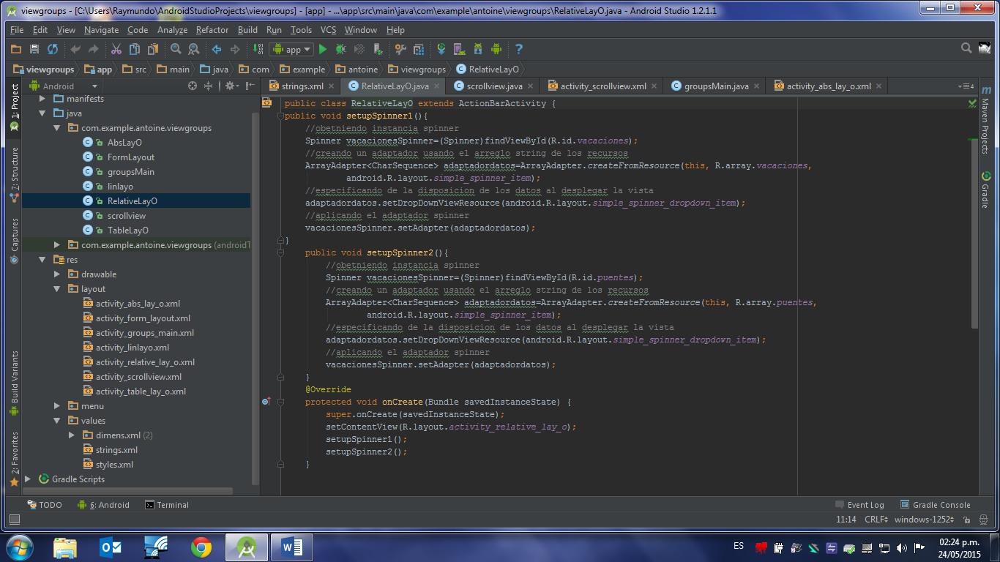 viewgroups - [C:\Users\Raymundo\AndroidStudioProjects\viewgroups] - [app] - ...\app\src\main\java\com\example\antoine\viewgroups\RelativeLayO.java - Android Studio 1.2.1.1
File Edit View Navigate Code Analyze Refactor Build Run Tools VCS Window Help
app
viewgroups app src main java com example antoine viewgroups RelativeLayO
Android
strings.xml RelativeLayO.java scrollview.java activity_scrollview.xml groupsMain.java activity_abs_lay_o.xml
4
1: Project
7: Structure
Captures
Build Variants
2: Favorites
manifests
java
com.example.antoine.viewgroups
AbsLayO
FormLayout
groupsMain
linlayo
RelativeLayO
scrollview
TableLayO
com.example.antoine.viewgroups (androidT
res
drawable
layout
activity_abs_lay_o.xml
activity_form_layout.xml
activity_groups_main.xml
activity_linlayo.xml
activity_relative_lay_o.xml
activity_scrollview.xml
activity_table_lay_o.xml
menu
values
dimens.xml (2)
strings.xml
styles.xml
Gradle Scripts
public class RelativeLayO extends ActionBarActivity {
public void setupSpinner1(){
//obetniendo instancia spinner
Spinner vacacionesSpinner=(Spinner)findViewById(R.id.vacaciones);
//creando un adaptador usando el arreglo string de los recursos
ArrayAdapter<CharSequence> adaptadordatos=ArrayAdapter.createFromResource(this, R.array.vacaciones,
android.R.layout.simple_spinner_item);
//especificando de la disposicion de los datos al desplegar la vista
adaptadordatos.setDropDownViewResource(android.R.layout.simple_spinner_dropdown_item);
//aplicando el adaptador spinner
vacacionesSpinner.setAdapter(adaptadordatos);
}
public void setupSpinner2(){
//obetniendo instancia spinner
Spinner vacacionesSpinner=(Spinner)findViewById(R.id.puentes);
//creando un adaptador usando el arreglo string de los recursos
ArrayAdapter<CharSequence> adaptadordatos=ArrayAdapter.createFromResource(this, R.array.puentes,
android.R.layout.simple_spinner_item);
//especificando de la disposicion de los datos al desplegar la vista
adaptadordatos.setDropDownViewResource(android.R.layout.simple_spinner_dropdown_item);
//aplicando el adaptador spinner
vacacionesSpinner.setAdapter(adaptadordatos);
}
@Override
protected void onCreate(Bundle savedInstanceState) {
super.onCreate(savedInstanceState);
setContentView(R.layout.activity_relative_lay_o);
setupSpinner1();
setupSpinner2();
}
Maven Projects
Gradle
TODO 6: Android Terminal Event Log Gradle Console
11:14 CRLF windows-1252
ES
02:24 p.m.
24/05/2015